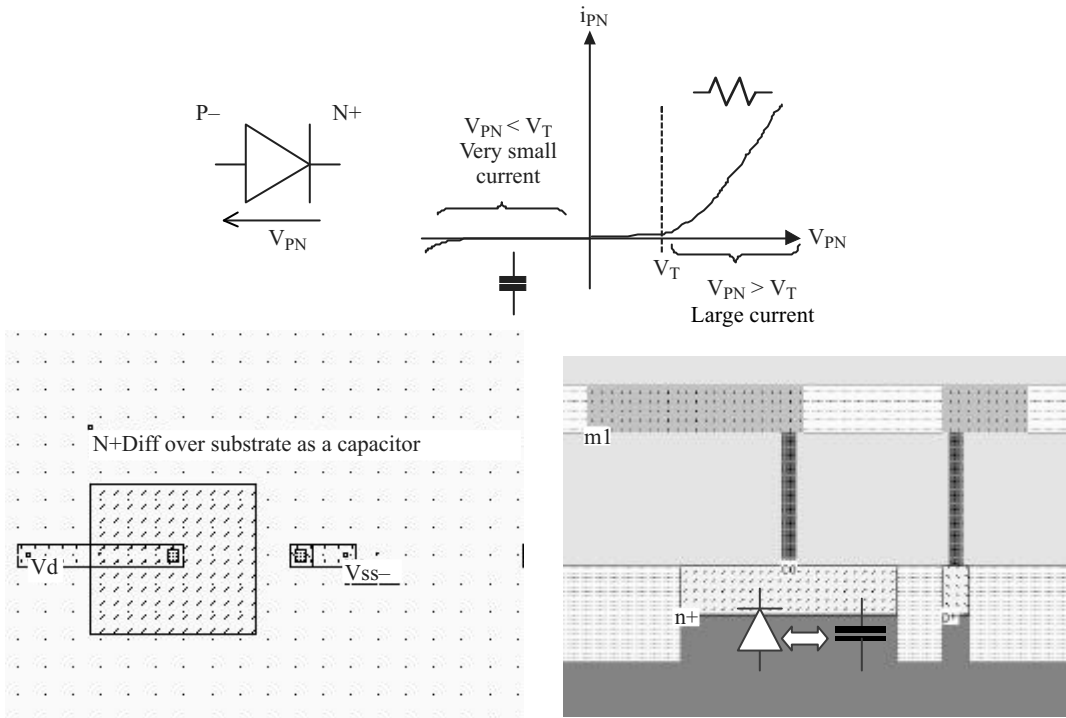 i_PN
P–
N+
V_PN < V_T
Very small
current
V_PN
V_PN
V_T
V_PN > V_T
Large current
N+Diff over substrate as a capacitor
Vd
Vss–
m1
n+